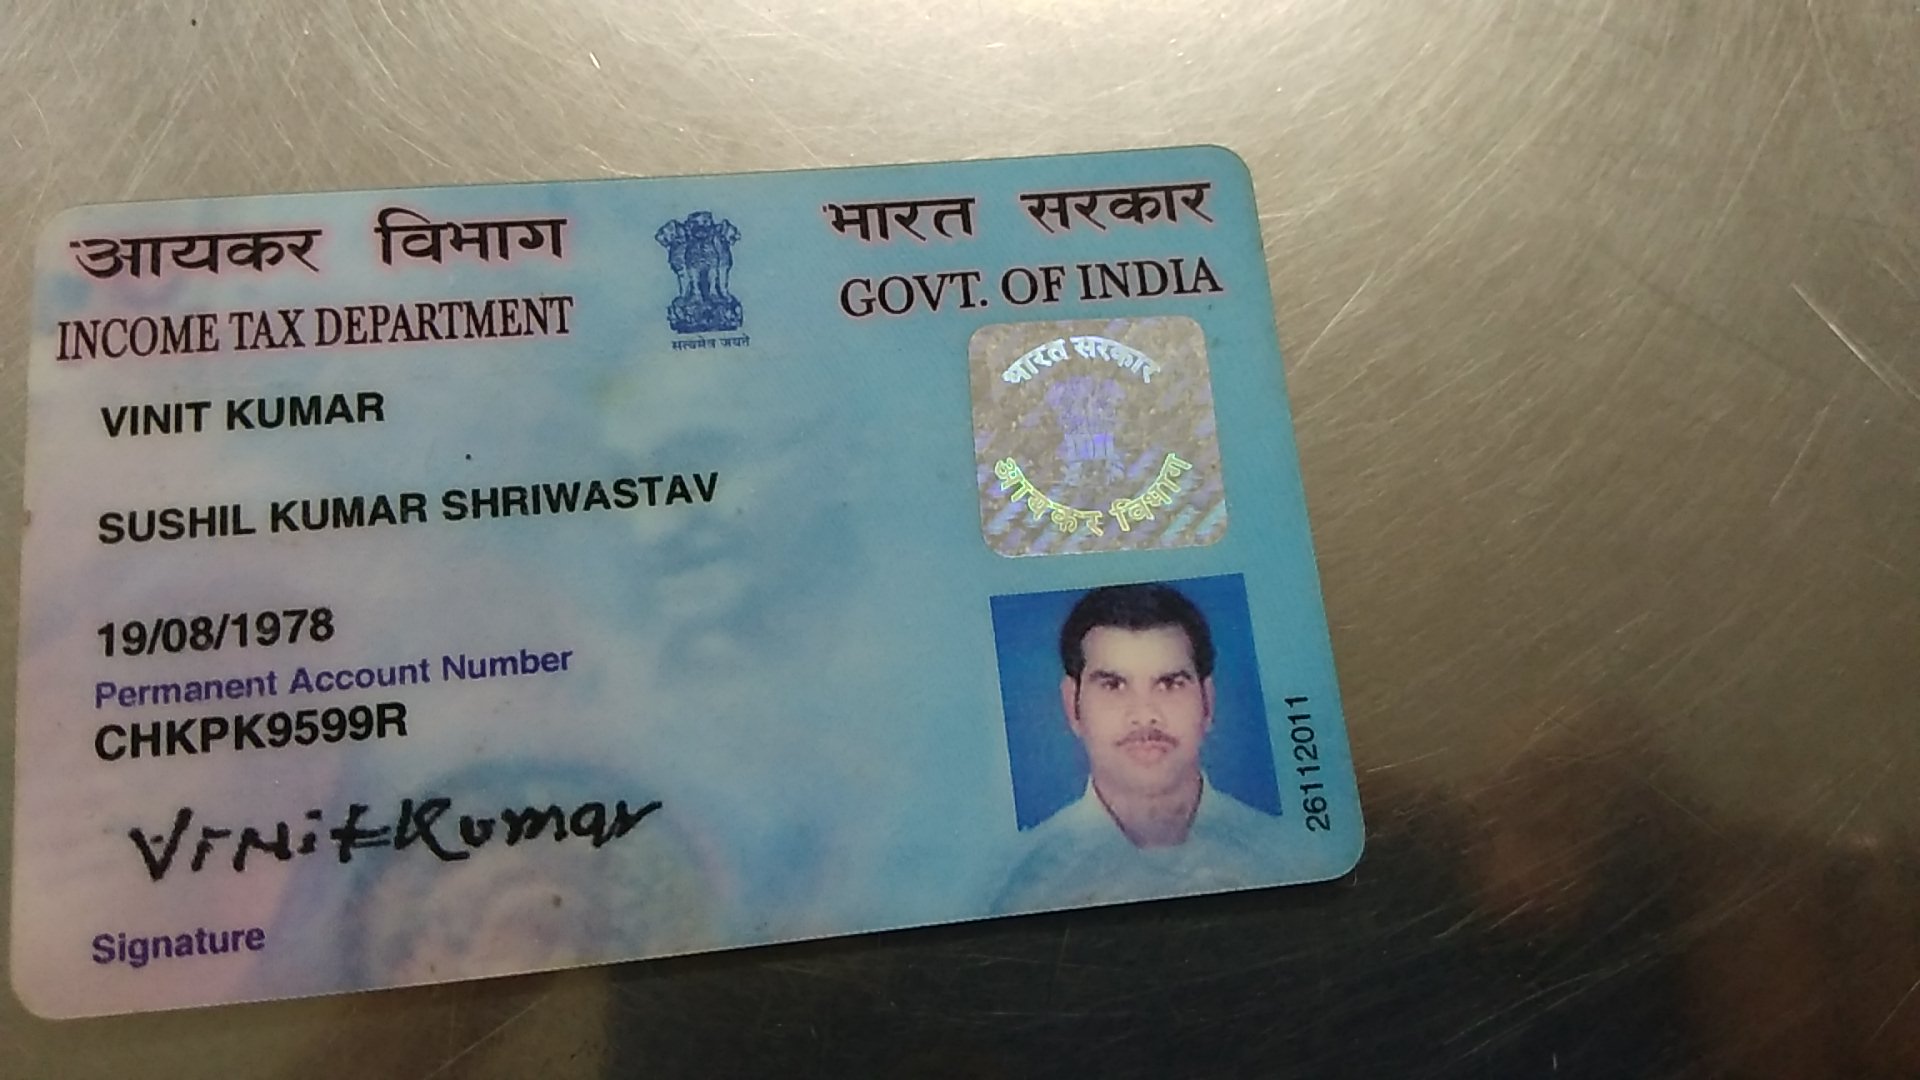 आयकर विभाग
INCOME TAX DEPARTMENT
सत्यमेव जयते
भारत सरकार
GOVT. OF INDIA
VINIT KUMAR
SUSHIL KUMAR SHRIWASTAV
19/08/1978
Permanent Account Number
CHKPK9599R
Vinit Kumar
Signature
भारत सरकार
आयकर विभाग
26112011